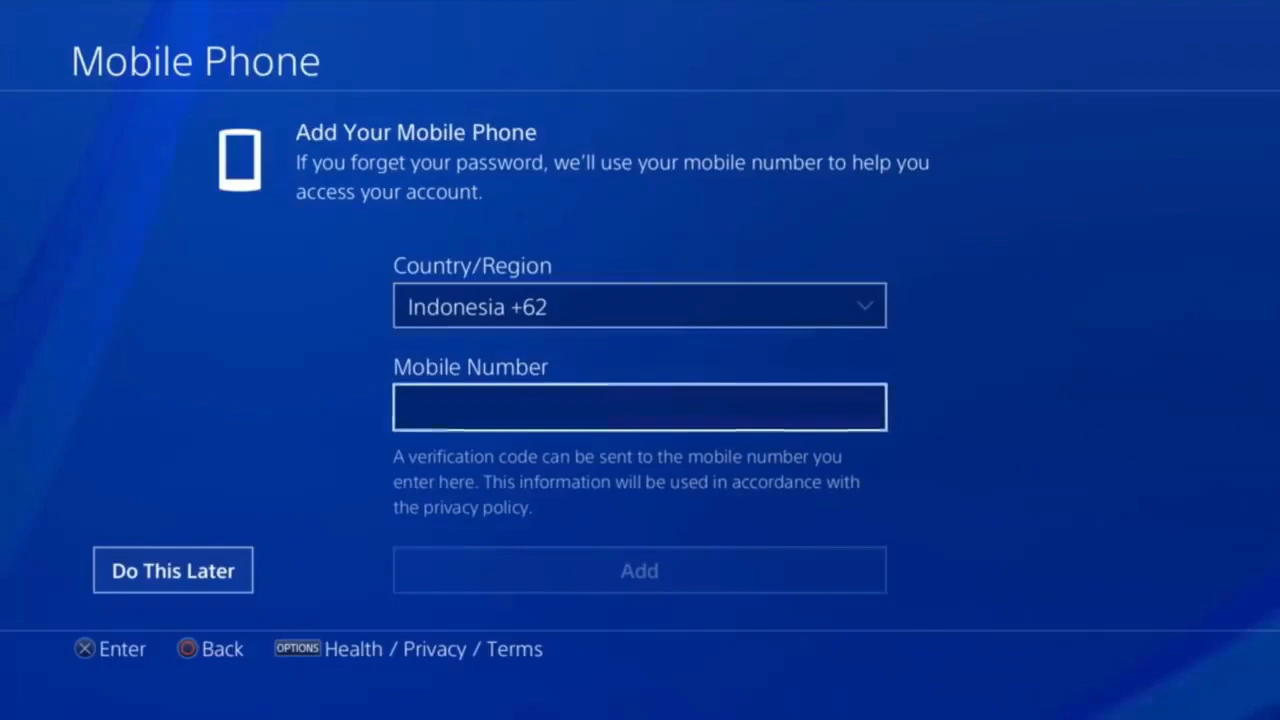 Mobile Phone
Add Your Mobile Phone
If you forget your password, we'll use your mobile number to help you
access your account.
Country/Region
Indonesia +62
Mobile Number
A verification code can be sent to the mobile number you
enter here. This information will be used in accordance with
the privacy policy.
Do This Later
Add
Enter Back OPTIONS Health / Privacy / Terms